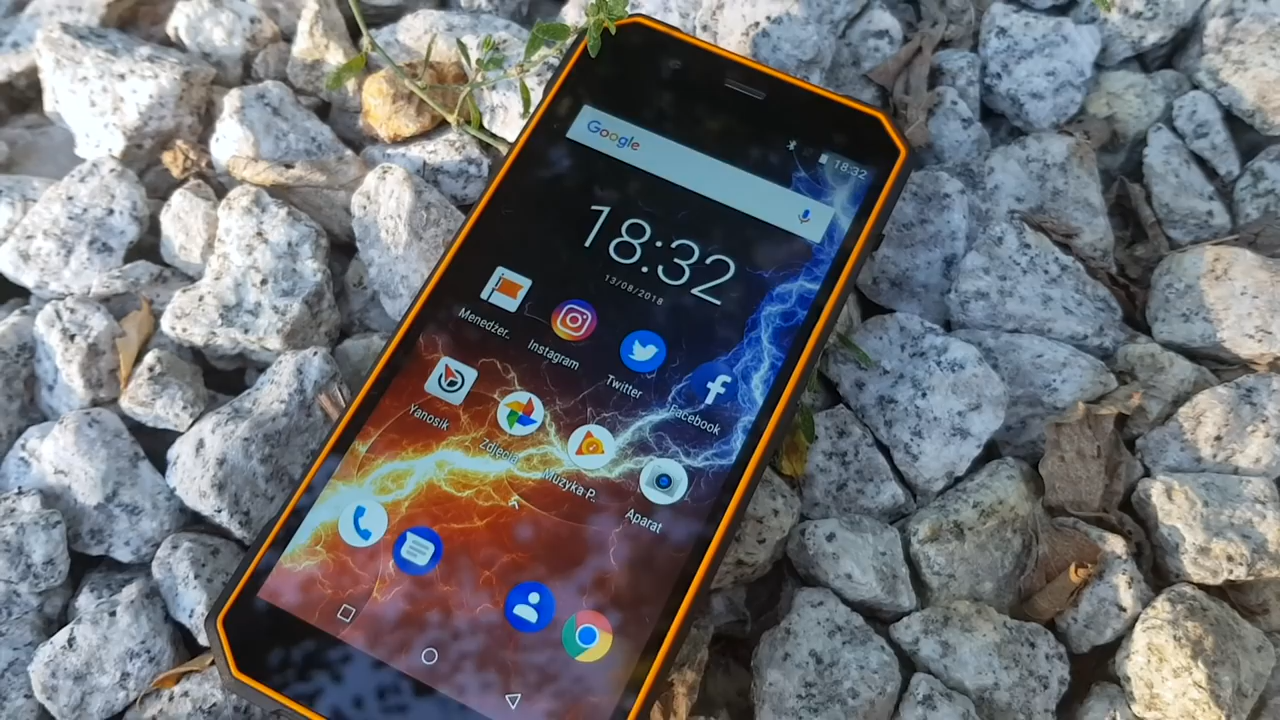 Google
18:32
18:32
13/08/2018
Menedżer..
Instagram
Twitter
Facebook
Yanosik
Zdjęcia
Muzyka P..
Aparat